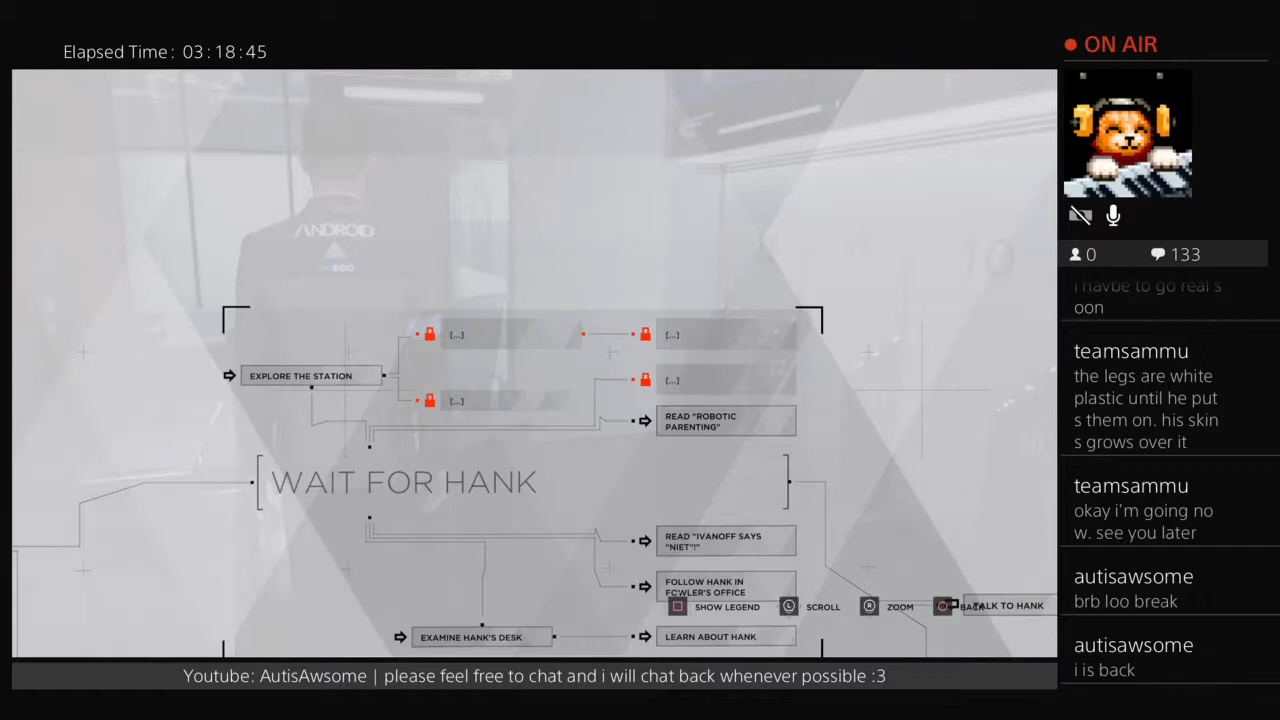 Elapsed Time: 03:18:45
ON AIR
ANDROID
0
133
i havbe to go real s
oon
teamsammu
the legs are white
plastic until he put
s them on. his skin
s grows over it
teamsammu
okay i'm going no
w. see you later
autisawsome
brb loo break
autisawsome
i is back
[...]
[...]
EXPLORE THE STATION
[...]
[...]
READ "ROBOTIC
PARENTING"
WAIT FOR HANK
READ "IVANOFF SAYS
"NIET"!"
FOLLOW HANK IN
FOWLER'S OFFICE
SHOW LEGEND
L
SCROLL
R
ZOOM
BACK
TALK TO HANK
EXAMINE HANK'S DESK
LEARN ABOUT HANK
Youtube: AutisAwsome | please feel free to chat and i will chat back whenever possible :3